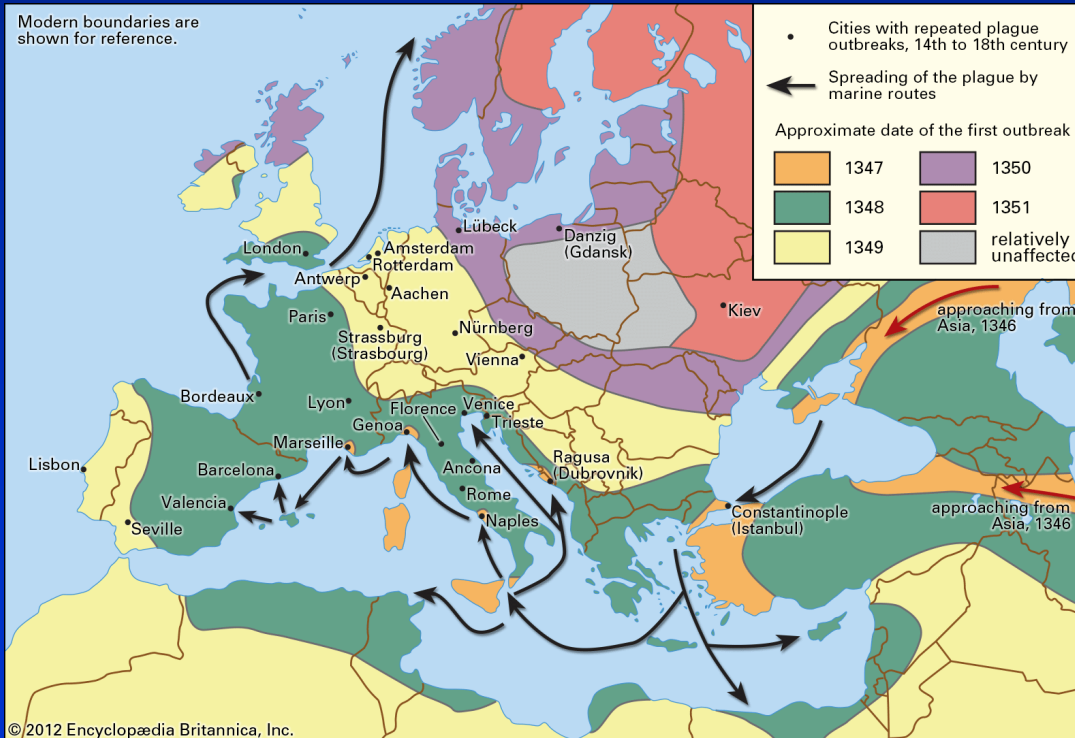 Modern boundaries are
shown for reference.
Cities with repeated plague
outbreaks, 14th to 18th century
Spreading of the plague by
marine routes
Approximate date of the first outbreak
1347
1350
1348
1351
1349
relatively
unaffected
Lübeck
Danzig
(Gdansk)
London
Amsterdam
Rotterdam
Antwerp
Aachen
Kiev
approaching from
Asia, 1346
Paris
Strassburg
(Strasbourg)
Nürnberg
Vienna
Bordeaux
Lyon
Florence
Venice
Trieste
Genoa
Marseille
Ragusa
(Dubrovnik)
Lisbon
Barcelona
Ancona
Valencia
Rome
Constantinople
(Istanbul)
approaching from
Asia, 1346
Seville
Naples
© 2012 Encyclopædia Britannica, Inc.